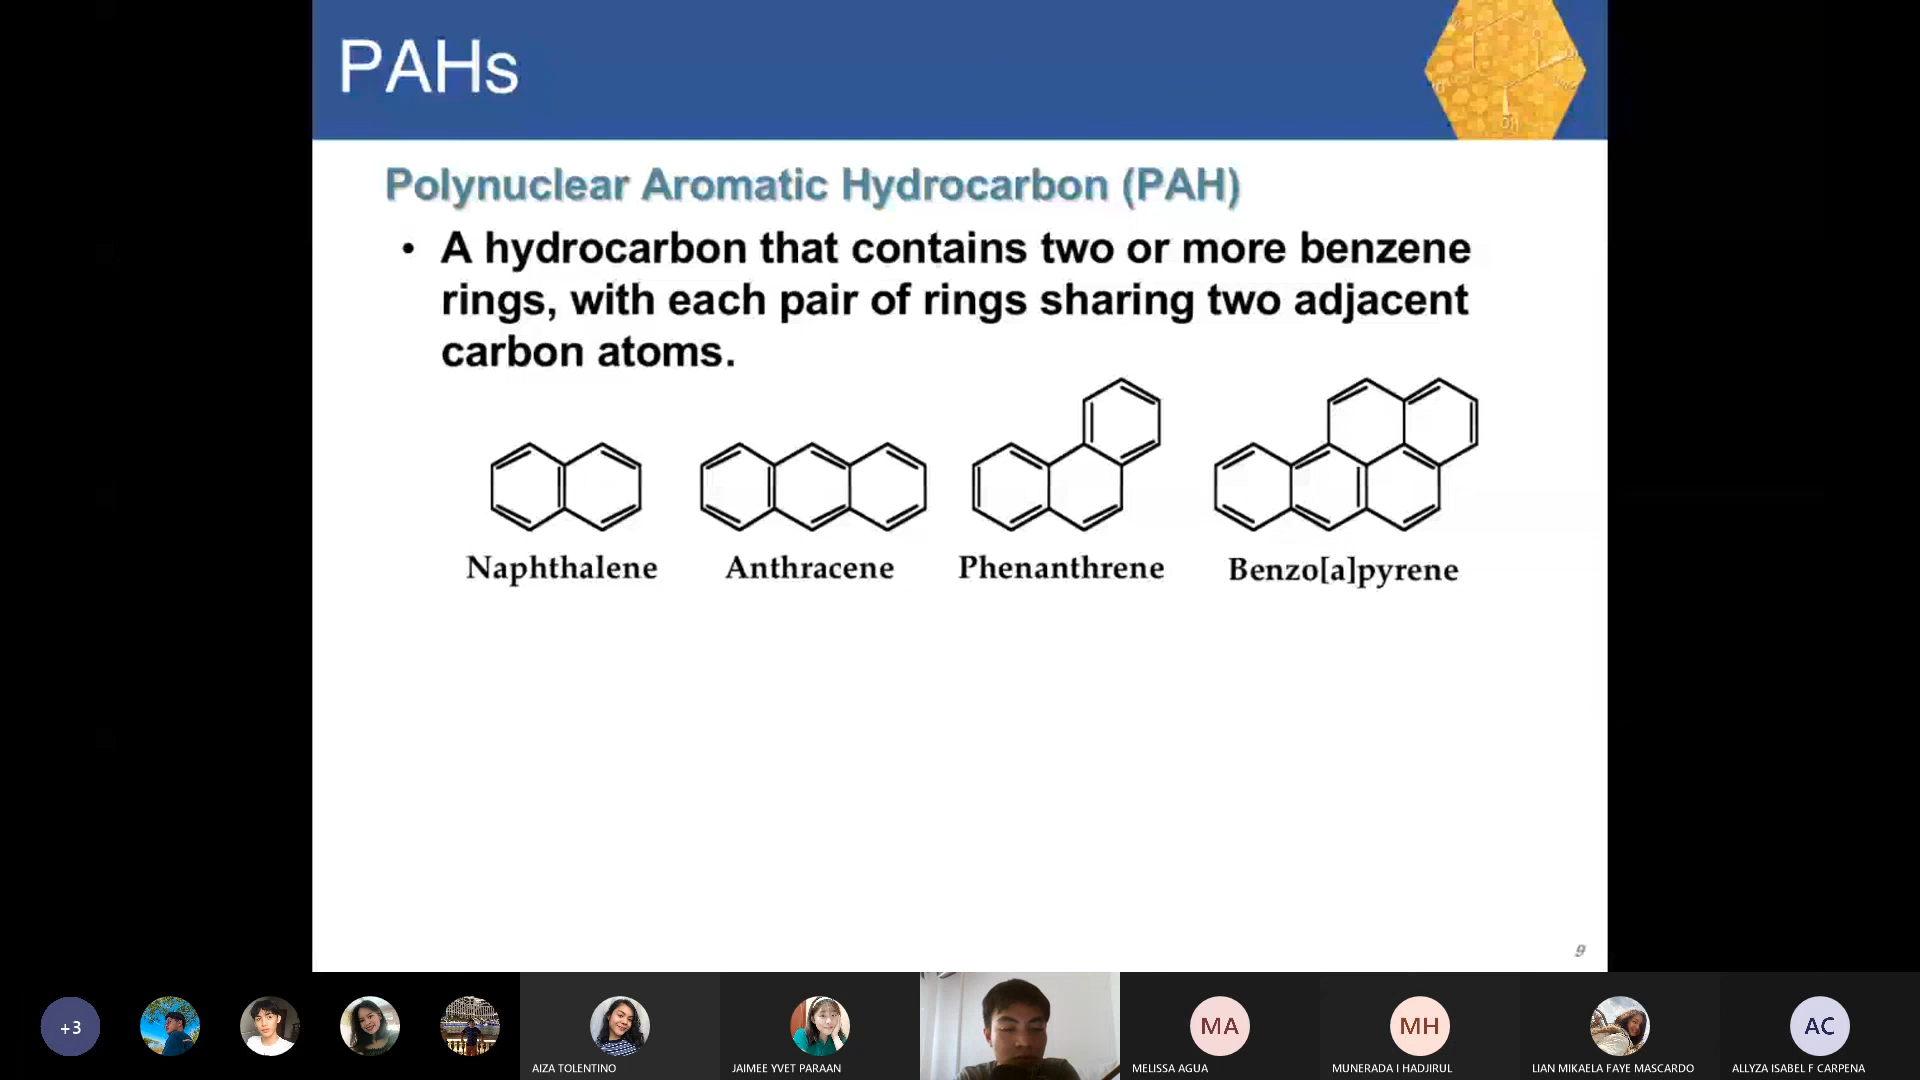 PAHs
Polynuclear Aromatic Hydrocarbon (PAH)
• A hydrocarbon that contains two or more benzene
rings, with each pair of rings sharing two adjacent
carbon atoms.
Naphthalene Anthracene Phenanthrene Benzo[a]pyrene
9
+3
MA MH AC
AIZA TOLENTINO JAIMEE YVET PARAAN MELISSA AGUA MUNERADA I HADJIRUL LIAN MIKAELA FAYE MASCARDO ALLYZA ISABEL F CARPENA